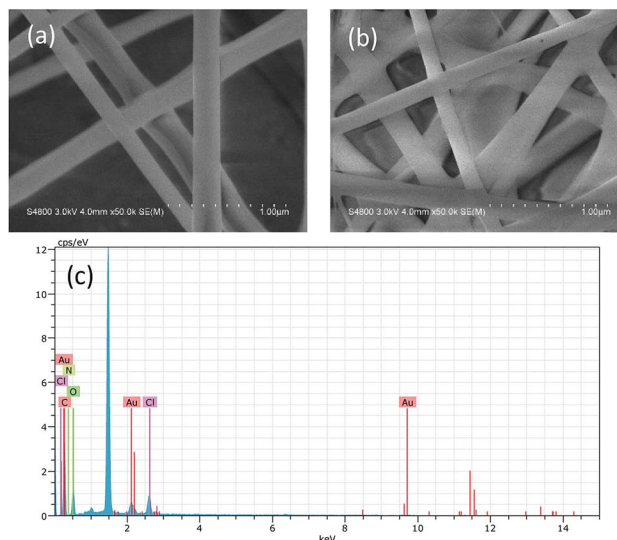 (a)
S4800 3.0kV 4.0mm x50.0k SE(M)
1.00μm
(b)
S4800 3.0kV 4.0mm x50.0k SE(M)
1.00μm
cps/eV
(c)
12
10
8
6
4
2
0
Au
N
Cl
O
C
Au
Cl
Au
2
4
6
8
10
12
14
keV